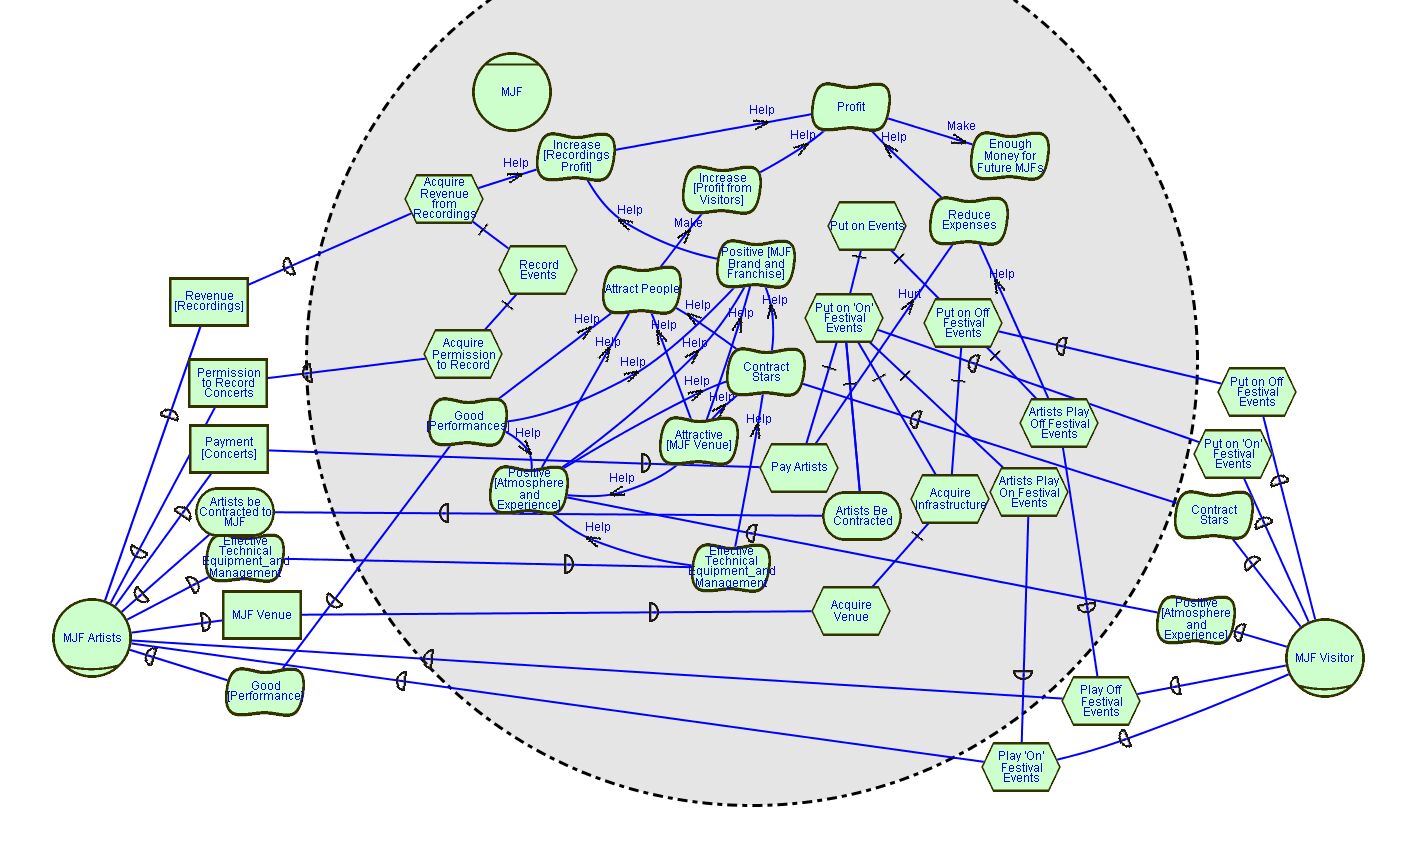 MJF
Profit
Help
Help
Help
Make
Enough
Money for
Future MJFs
Increase
[Recordings
Profit]
Help
Acquire
Revenue
from
Recordings
Increase
[Profit from
Visitors]
Help
Make
Put on Events
Reduce
Expenses
Record
Events
Positive [MJF
Brand and
Franchise]
Attract People
Help
Hurt
Revenue
[Recordings]
Put on 'On'
Festival
Events
Put on Off
Festival
Events
Help
Help
Help
Help
Help
Help
Help
Help
Acquire
Permission
to Record
Contract
Stars
Permission
to Record
Concerts
Help
Help
Put on Off
Festival
Events
Good
[Performances]
Help
Attractive
[MJF Venue]
Help
Artists Play
Off Festival
Events
Payment
[Concerts]
Put on 'On'
Festival
Events
Pay Artists
Positive
[Atmosphere
and
Experience]
Help
Artists Play
On Festival
Events
Acquire
Infrastructure
Artists be
Contracted to
MJF
Artists Be
Contracted
Contract
Stars
Help
Effective
Technical
Equipment_and
Management
Effective
Technical
Equipment_and
Management
MJF Venue
Acquire
Venue
Positive
[Atmosphere
and
Experience]
MJF Artists
MJF Visitor
Good
[Performance]
Play Off
Festival
Events
Play 'On'
Festival
Events